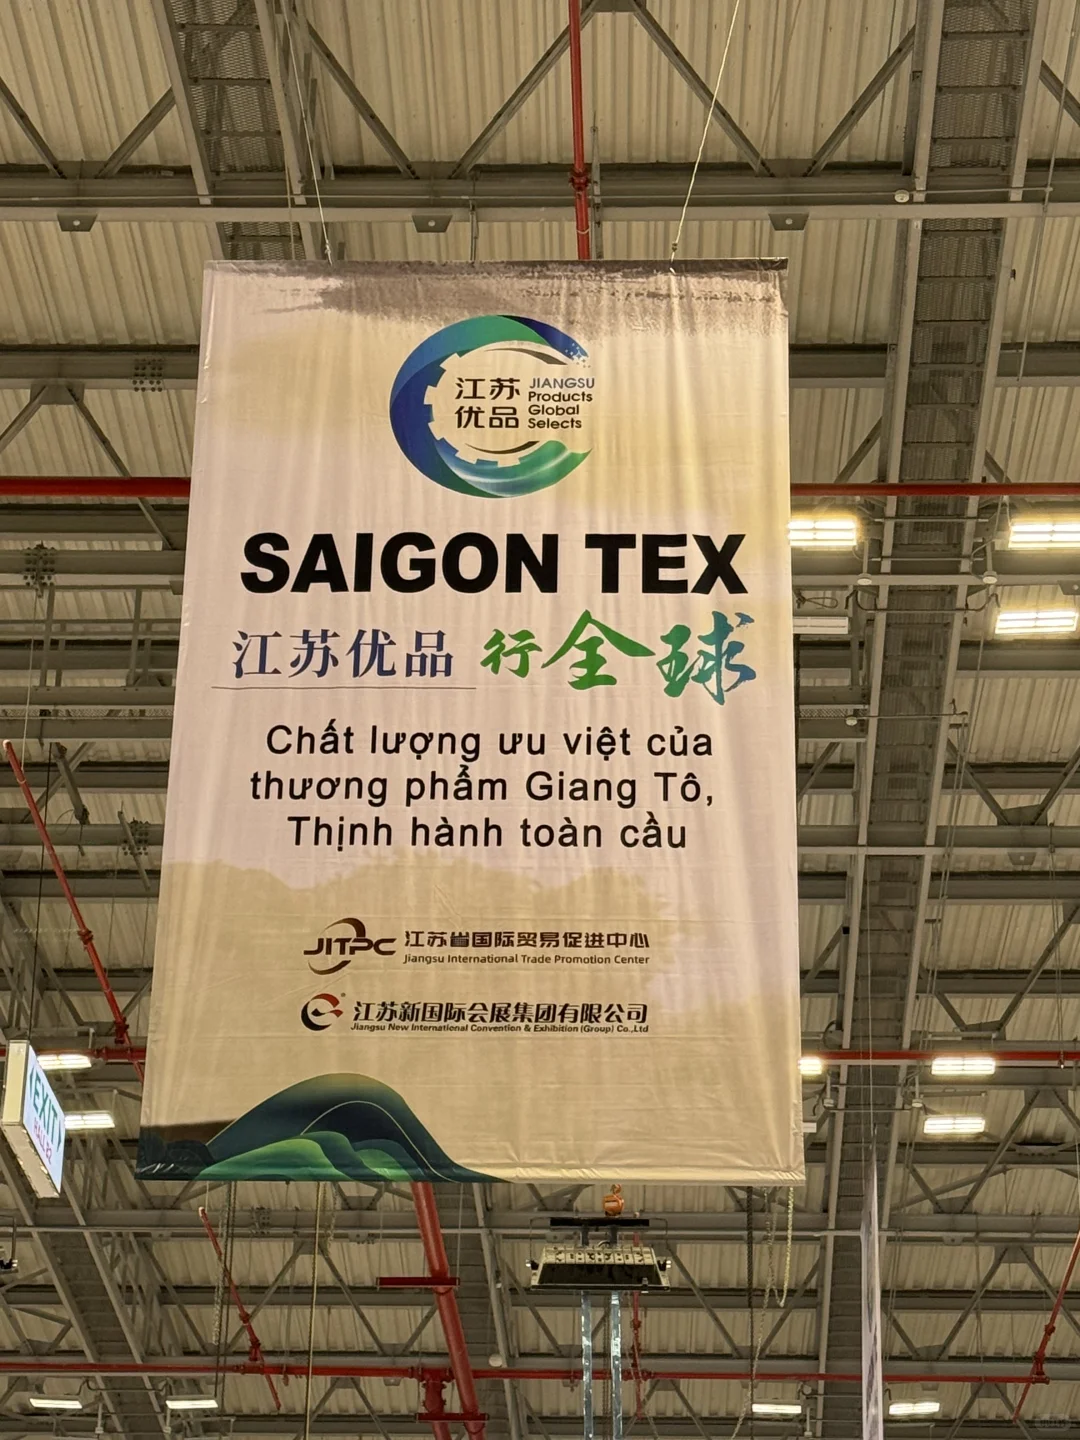 江苏
优品
JIANGSU
Products
Global
Selects
SAIGON TEX
江苏优品 行全球
Chất lượng ưu việt của
thương phẩm Giang Tô,
Thịnh hành toàn cầu
JITPC 江苏省国际贸易促进中心
Jiangsu International Trade Promotion Center
江苏新国际会展集团有限公司
Jiangsu New International Convention & Exhibition (Group) Co.,Ltd
EXIT